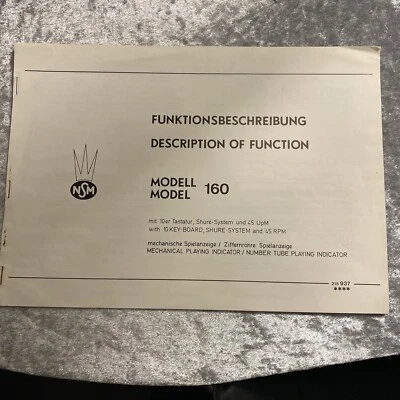 FUNKTIONSBESCHREIBUNG
DESCRIPTION OF FUNCTION
NSM
MODELL
MODEL 160
mit 10er Tastatur, Shure-System und 45 UpM
with 10 KEY-BOARD, SHURE-SYSTEM and 45 RPM
mechanische Spielanzeige / Ziffernröhre Spielanzeige
MECHANICAL PLAYING INDICATOR / NUMBER TUBE PLAYING INDICATOR
937